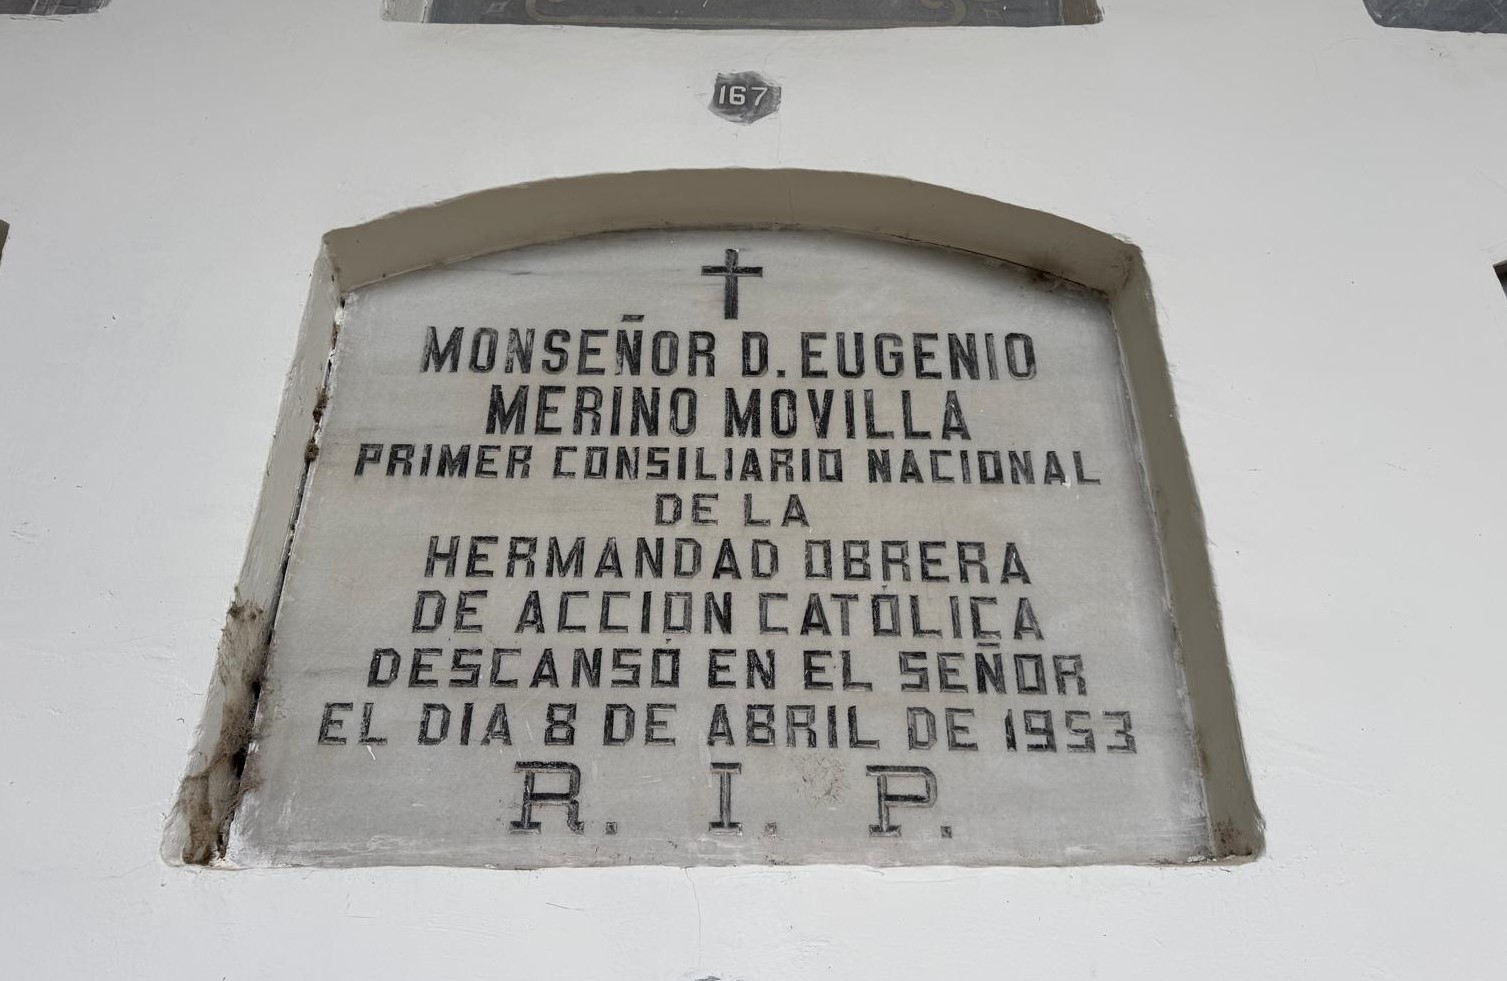 167
MONSEÑOR D. EUGENIO
MERINO MOVILLA
PRIMER CONSILIARIO NACIONAL
DE LA
HERMANDAD OBRERA
DE ACCION CATÓLICA
DESCANSÓ EN EL SEÑOR
EL DIA 8 DE ABRIL DE 1953
R. I. P.